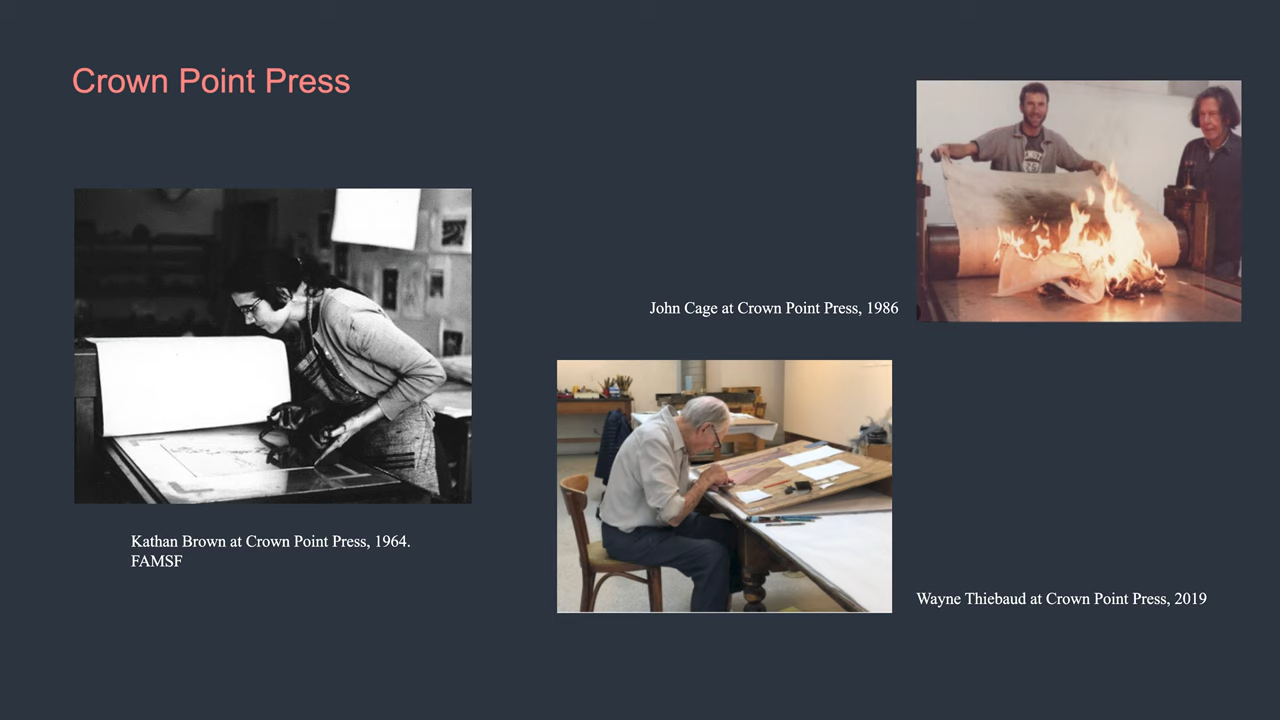 Crown Point Press
John Cage at Crown Point Press, 1986
Kathan Brown at Crown Point Press, 1964.
FAMSF
Wayne Thiebaud at Crown Point Press, 2019